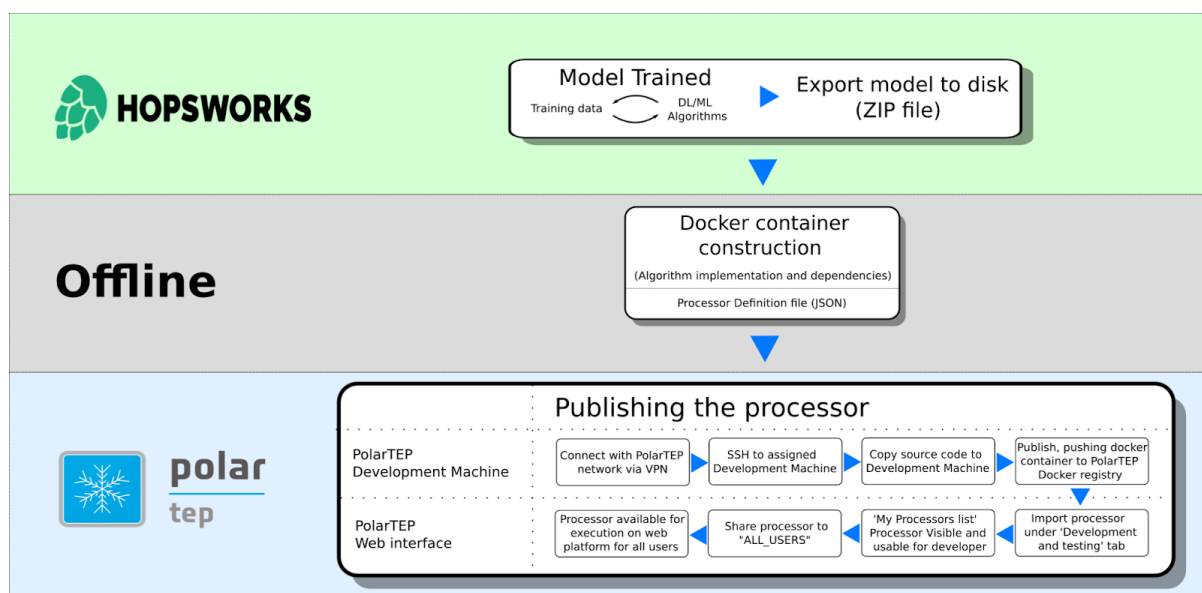 HOPSWORKS
Model Trained
Training data
DL/ML
Algorithms
Export model to disk
(ZIP file)
Offline
Docker container
construction
(Algorithm implementation and dependencies)
Processor Definition file (JSON)
polar
tep
Publishing the processor
PolarTEP
Development Machine
Connect with PolarTEP
network via VPN
SSH to assigned
Development Machine
Copy source code to
Development Machine
Publish, pushing docker
container to PolarTEP
Docker registry
PolarTEP
Web interface
Processor available for
execution on web
platform for all users
Share processor to
"ALL_USERS"
'My Processors list'
Processor Visible and
usable for developer
Import processor
under 'Development
and testing' tab